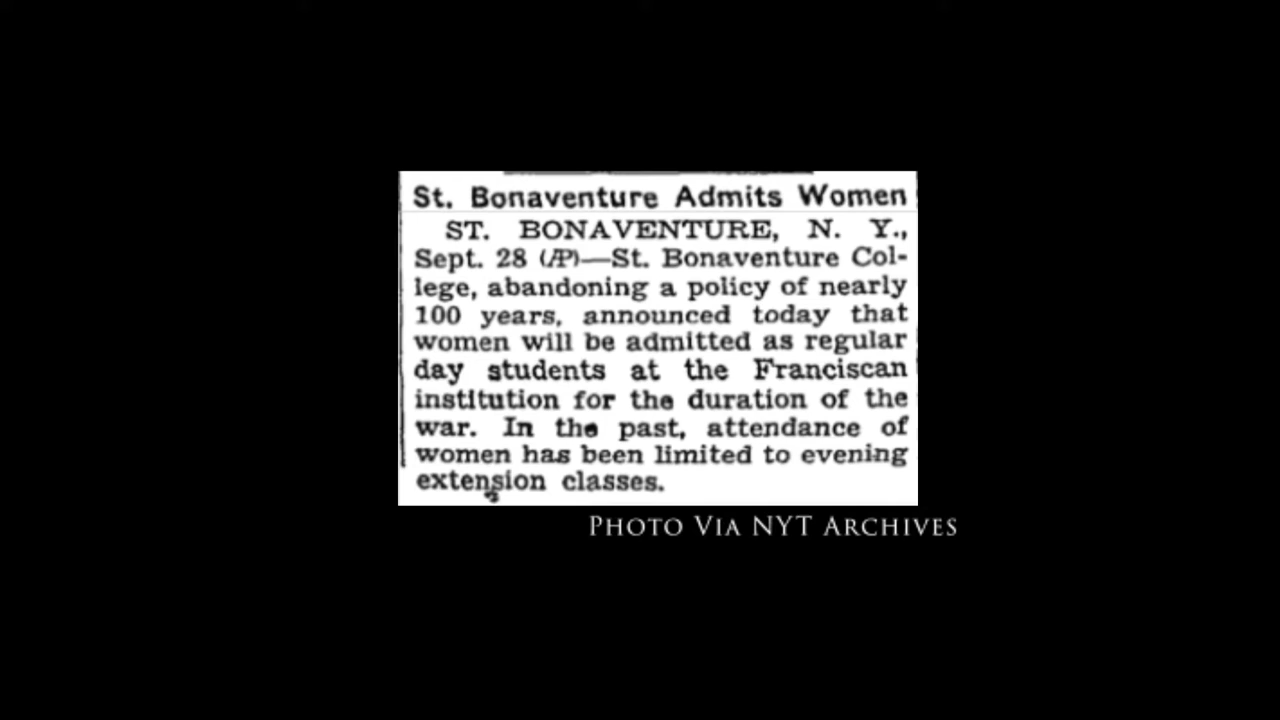 St. Bonaventure Admits Women
ST. BONAVENTURE, N. Y.,
Sept. 28 (AP)—St. Bonaventure Col-
lege, abandoning a policy of nearly
100 years, announced today that
women will be admitted as regular
day students at the Franciscan
institution for the duration of the
war. In the past, attendance of
women has been limited to evening
extension classes.
Photo Via NYT Archives